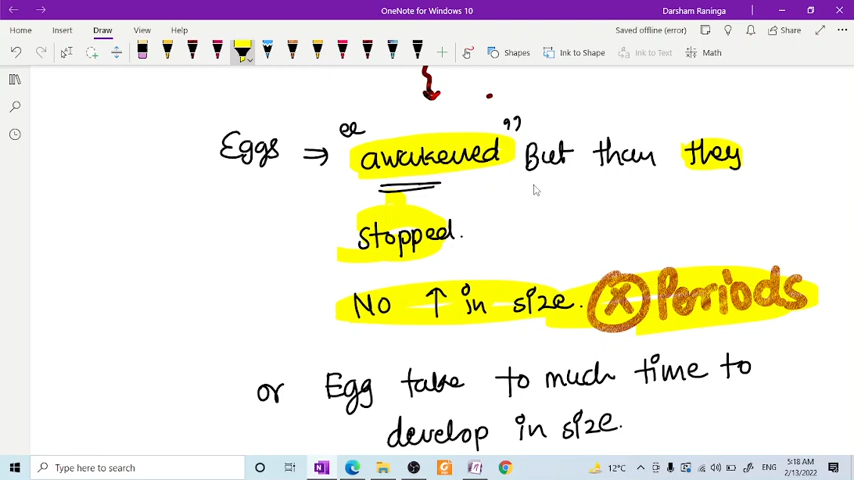 OneNote for Windows 10
Darsham Raninga
Home Insert Draw View Help
Saved offline (error) Share
Shapes Ink to Shape Ink to Text Math
Eggs ⇒ "awakened" But than they
stopped.
No ↑ in size. (x) Periods
or Egg take to much time to
develop in size.
Type here to search
12°C ENG 5:18 AM
2/13/2022